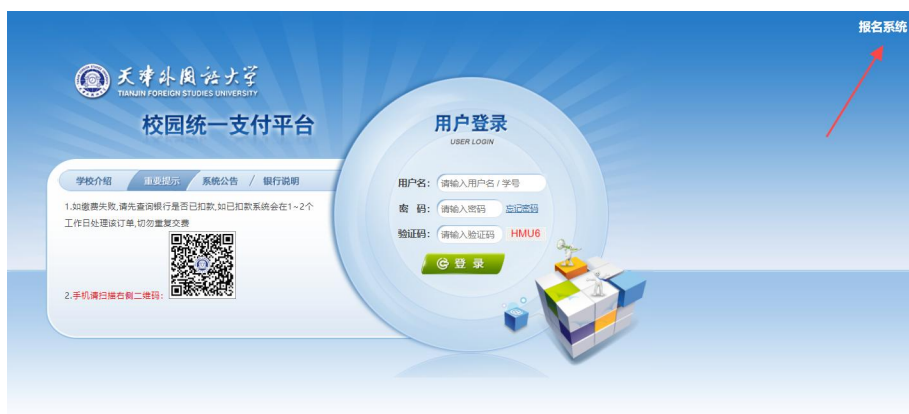 报名系统
天津外国语大学
TIANJIN FOREIGN STUDIES UNIVERSITY
校园统一支付平台
用户登录
USER LOGIN
学校介绍 重要提示 系统公告 / 银行说明
用户名: 请输入用户名 / 学号
1.如缴费失败,请先查询银行是否已扣款,如已扣款系统会在1~2个
工作日处理该订单,切勿重复交费
密 码: 请输入密码 忘记密码
验证码: 请输入验证码 HMU6
登 录
2.手机请扫描右侧二维码: